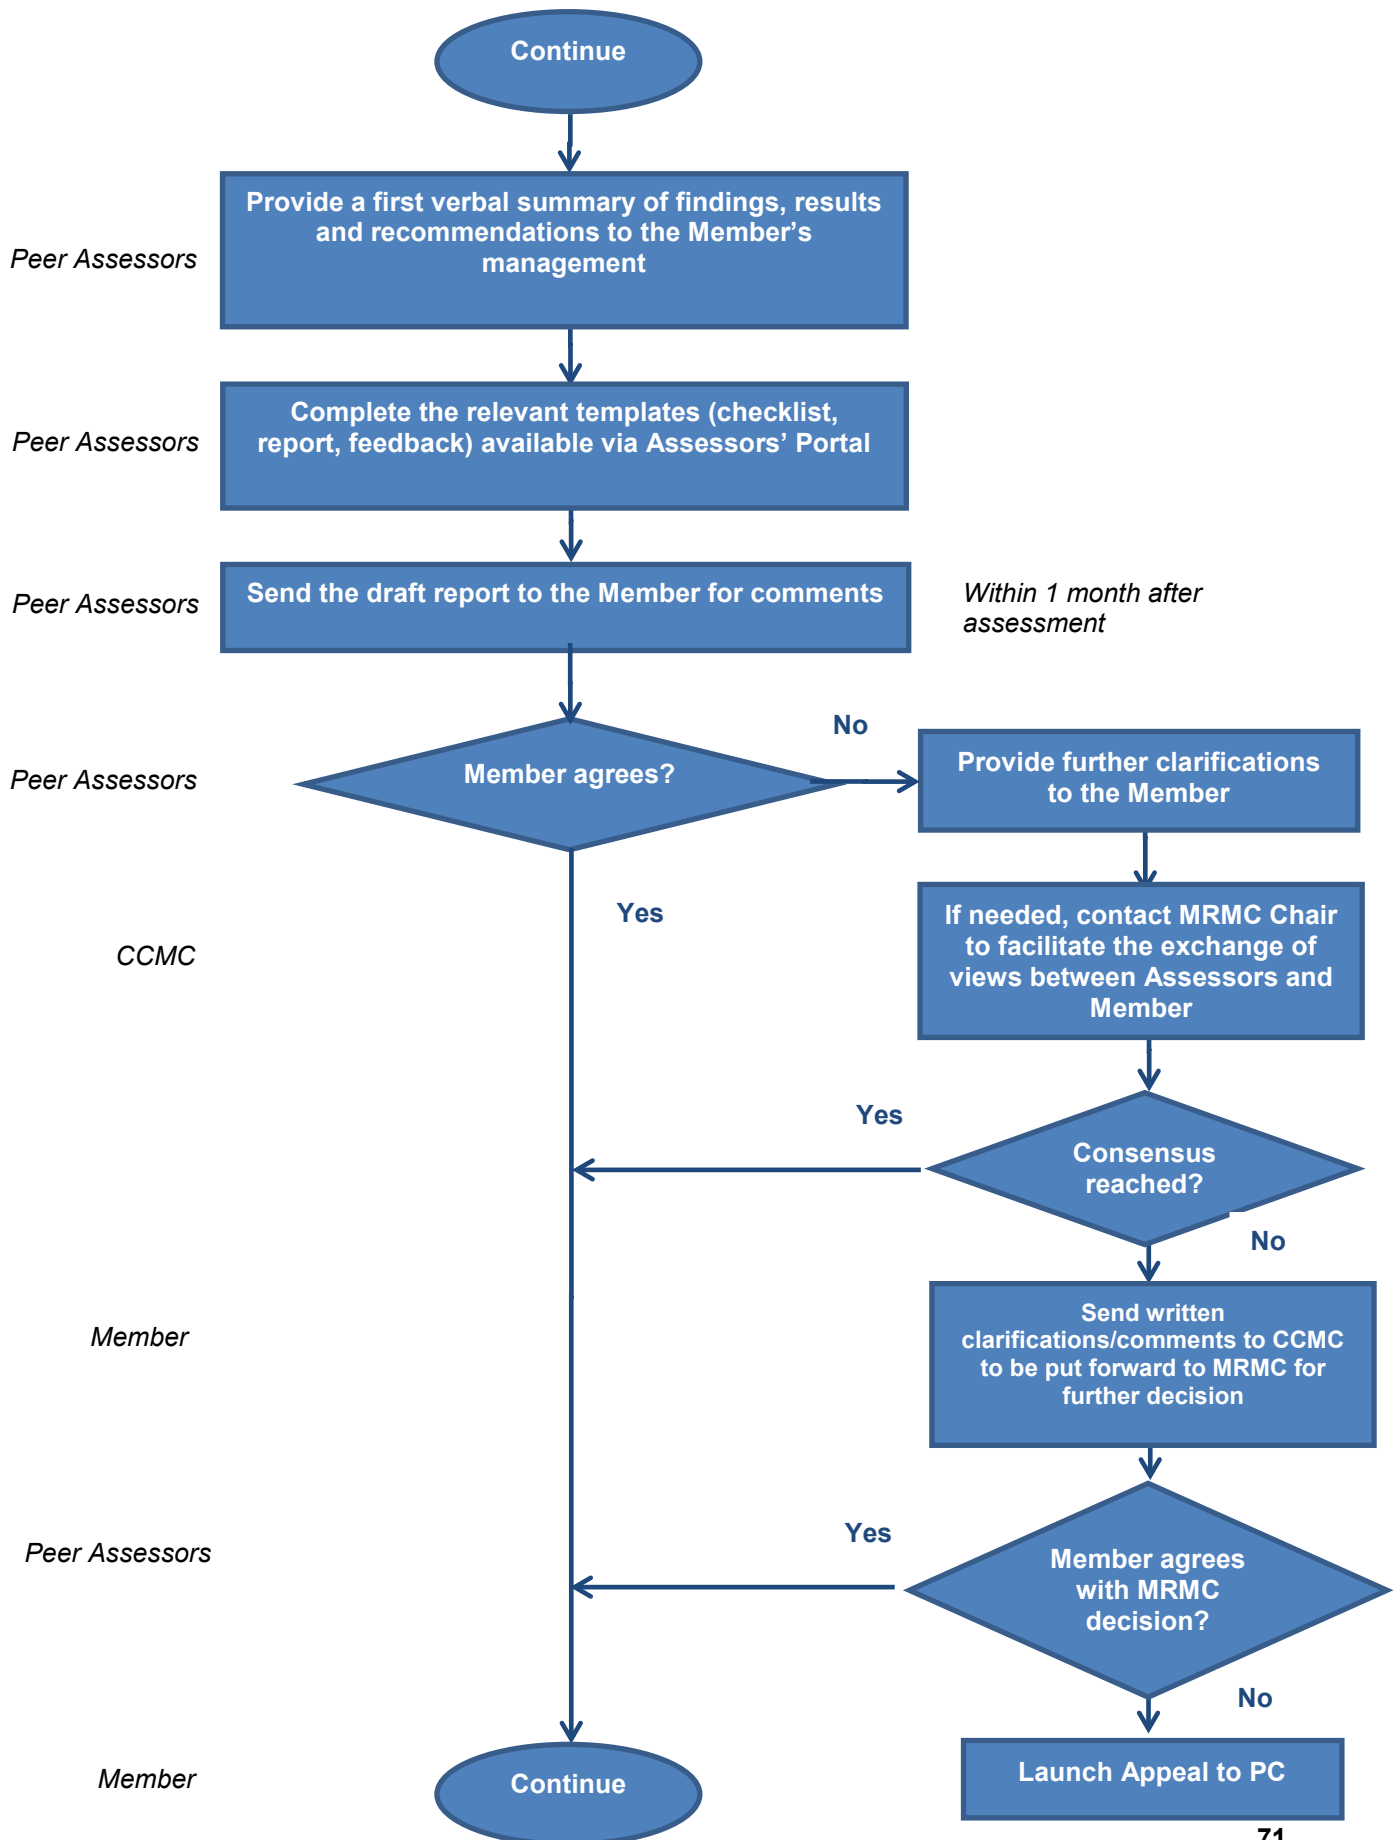 Continue
Provide a first verbal summary of findings, results
and recommendations to the Member's
management
Peer Assessors
Complete the relevant templates (checklist,
report, feedback) available via Assessors' Portal
Peer Assessors
Send the draft report to the Member for comments
Peer Assessors
Within 1 month after
assessment
No
Member agrees?
Peer Assessors
Provide further clarifications
to the Member
Yes
If needed, contact MRMC Chair
to facilitate the exchange of
views between Assessors and
Member
CCMC
Yes
Consensus
reached?
No
Send written
clarifications/comments to CCMC
to be put forward to MRMC for
further decision
Member
Yes
Peer Assessors
Member agrees
with MRMC
decision?
No
Launch Appeal to PC
Member
Continue
71